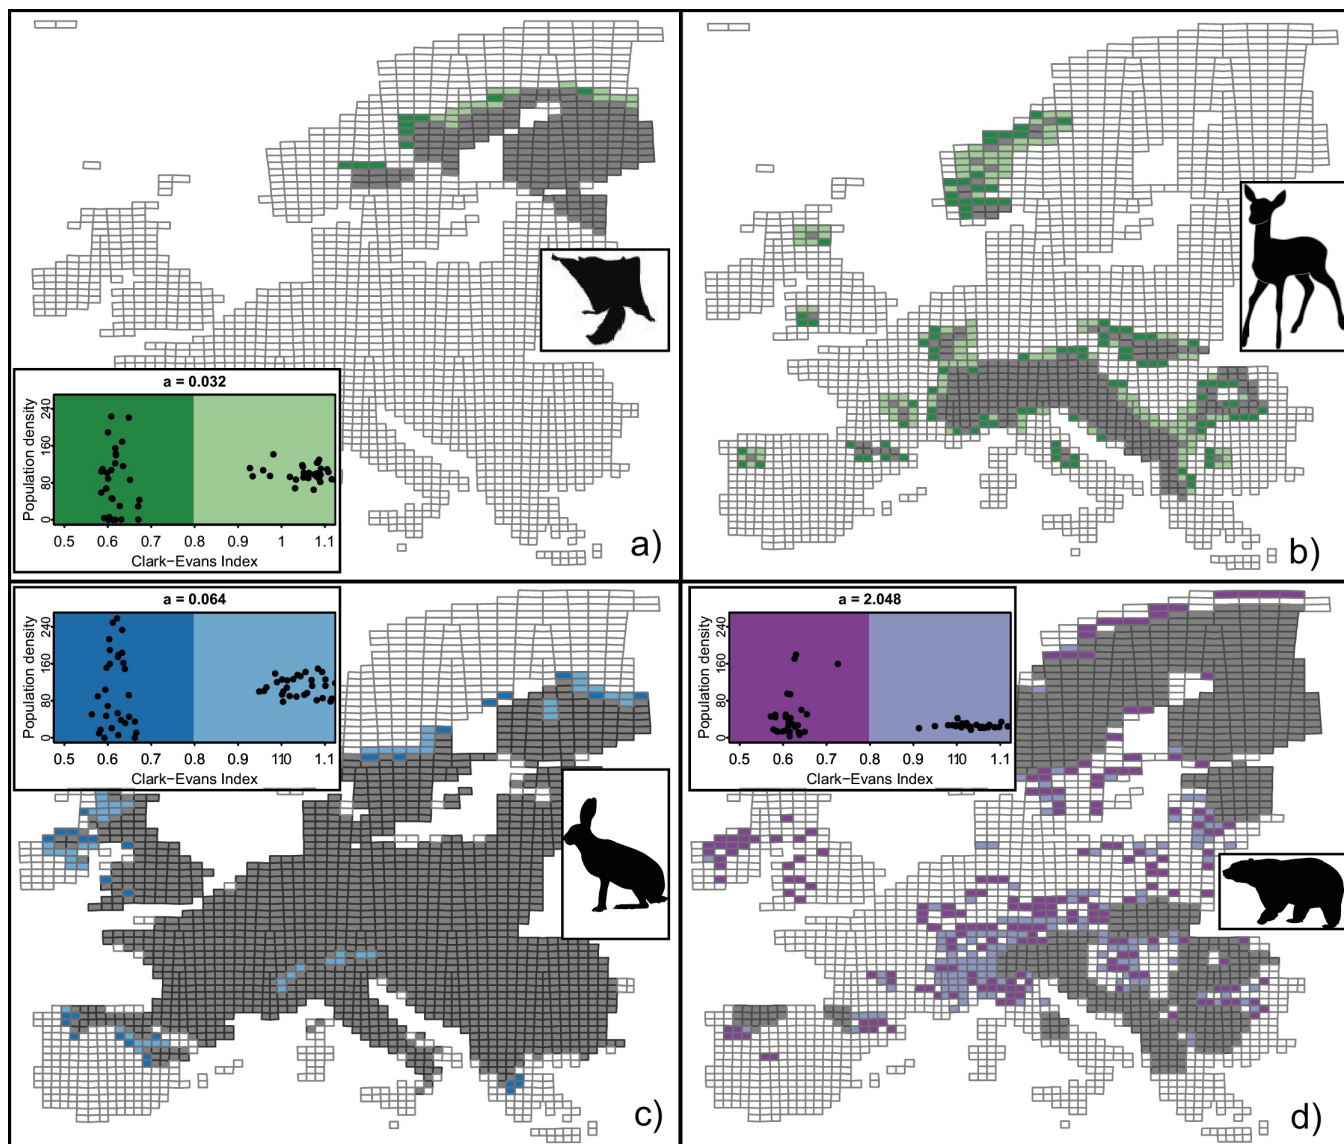 a = 0.032
Population density
240
160
80
0
0.5 0.6 0.7 0.8 0.9 1 1.1
Clark−Evans Index
a)
b)
a = 0.064
Population density
240
160
80
0
0.5 0.6 0.7 0.8 0.9 110 1.1
Clark−Evans Index
c)
a = 2.048
Population density
240
160
80
0
0.5 0.6 0.7 0.8 0.9 110 1.1
Clark−Evans Index
d)